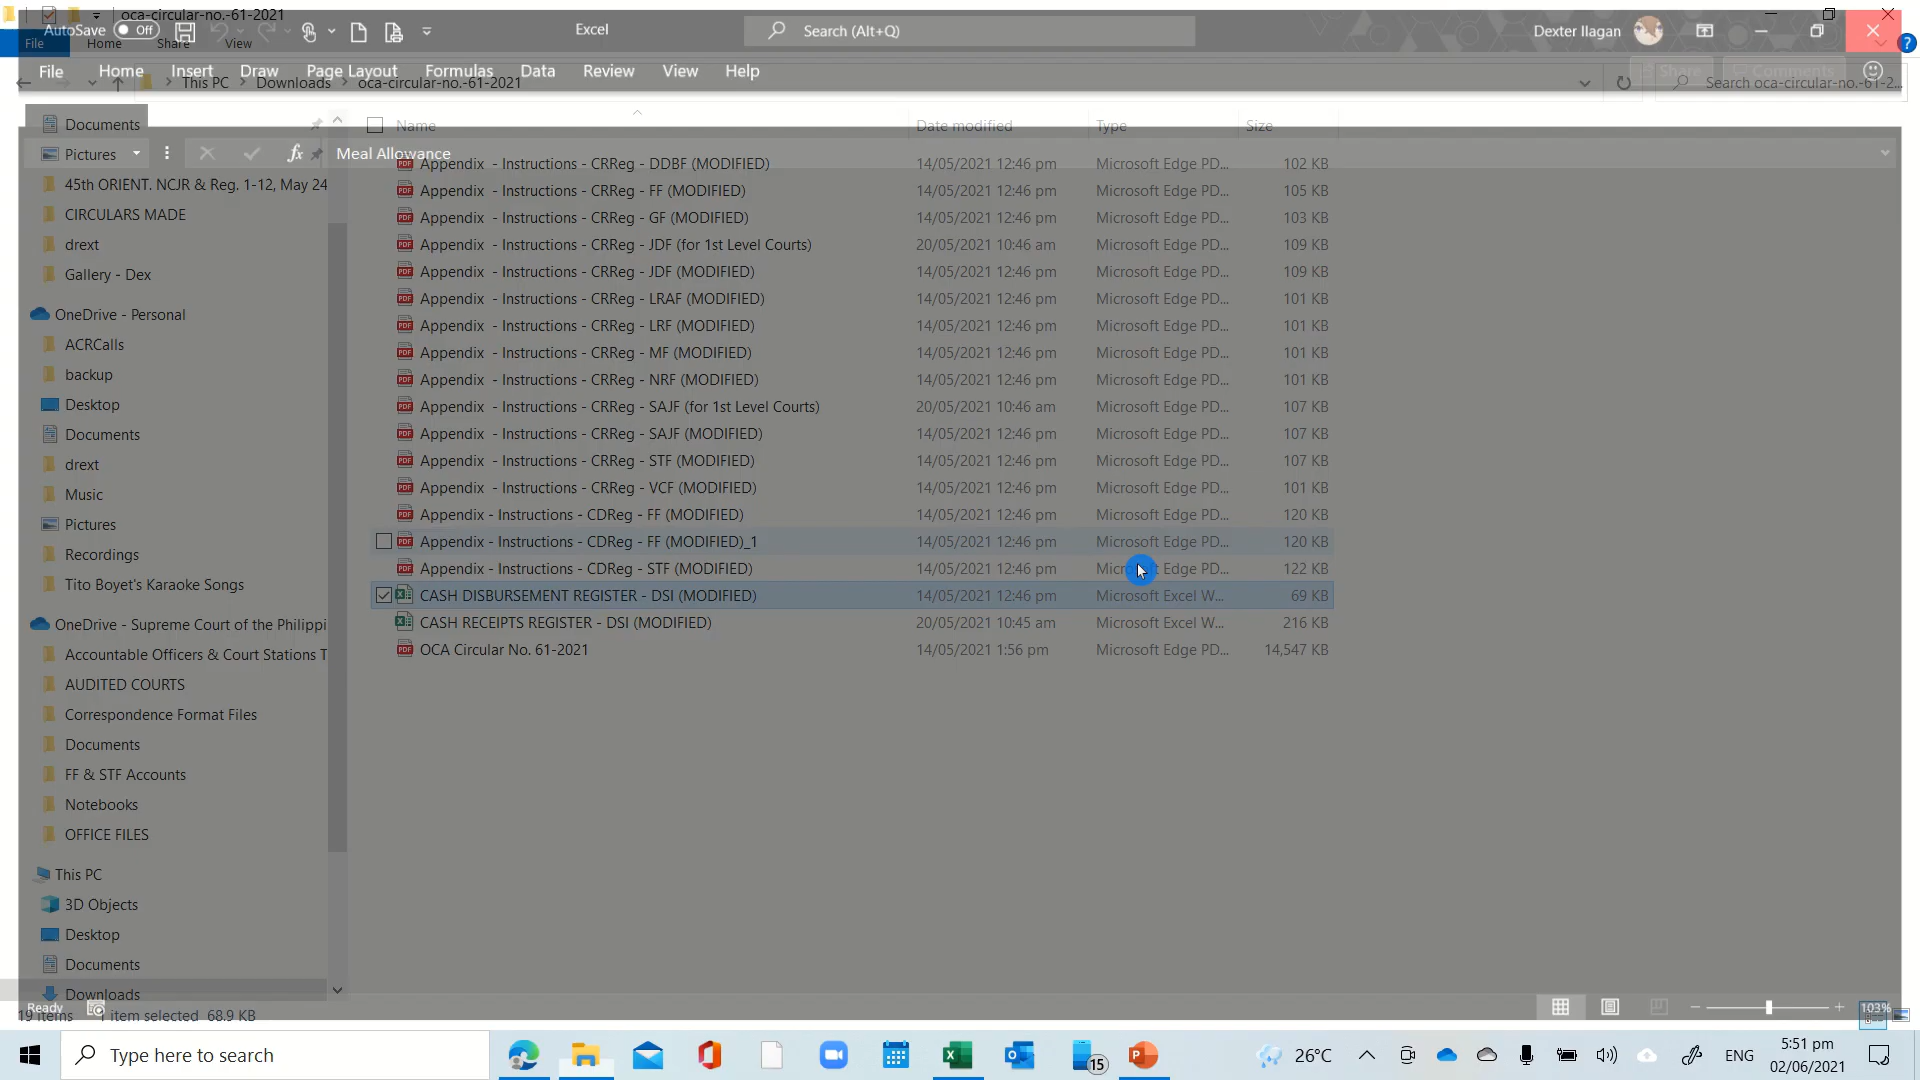 oca-circular-no.-61-2021
AutoSave Off Excel Search (Alt+Q) Dexter Ilagan
File Home Share View
File Home Insert Draw Page Layout Formulas Data Review View Help Share Comments
This PC Downloads oca-circular-no.-61-2021 Search oca-circular-no.-61-2...
Documents
Name Date modified Type Size
Pictures fx Meal Allowance
Appendix - Instructions - CRReg - DDBF (MODIFIED) 14/05/2021 12:46 pm Microsoft Edge PD... 102 KB
45th ORIENT. NCJR & Reg. 1-12, May 24
Appendix - Instructions - CRReg - FF (MODIFIED) 14/05/2021 12:46 pm Microsoft Edge PD... 105 KB
CIRCULARS MADE
Appendix - Instructions - CRReg - GF (MODIFIED) 14/05/2021 12:46 pm Microsoft Edge PD... 103 KB
drext
Appendix - Instructions - CRReg - JDF (for 1st Level Courts) 20/05/2021 10:46 am Microsoft Edge PD... 109 KB
Gallery - Dex
Appendix - Instructions - CRReg - JDF (MODIFIED) 14/05/2021 12:46 pm Microsoft Edge PD... 109 KB
Appendix - Instructions - CRReg - LRAF (MODIFIED) 14/05/2021 12:46 pm Microsoft Edge PD... 101 KB
OneDrive - Personal
Appendix - Instructions - CRReg - LRF (MODIFIED) 14/05/2021 12:46 pm Microsoft Edge PD... 101 KB
ACRCalls
Appendix - Instructions - CRReg - MF (MODIFIED) 14/05/2021 12:46 pm Microsoft Edge PD... 101 KB
backup
Appendix - Instructions - CRReg - NRF (MODIFIED) 14/05/2021 12:46 pm Microsoft Edge PD... 101 KB
Desktop
Appendix - Instructions - CRReg - SAJF (for 1st Level Courts) 20/05/2021 10:46 am Microsoft Edge PD... 107 KB
Documents
Appendix - Instructions - CRReg - SAJF (MODIFIED) 14/05/2021 12:46 pm Microsoft Edge PD... 107 KB
drext
Appendix - Instructions - CRReg - STF (MODIFIED) 14/05/2021 12:46 pm Microsoft Edge PD... 107 KB
Music
Appendix - Instructions - CRReg - VCF (MODIFIED) 14/05/2021 12:46 pm Microsoft Edge PD... 101 KB
Pictures
Appendix - Instructions - CDReg - FF (MODIFIED) 14/05/2021 12:46 pm Microsoft Edge PD... 120 KB
Recordings
Appendix - Instructions - CDReg - FF (MODIFIED)_1 14/05/2021 12:46 pm Microsoft Edge PD... 120 KB
Tito Boyet's Karaoke Songs
Appendix - Instructions - CDReg - STF (MODIFIED) 14/05/2021 12:46 pm Microsoft Edge PD... 122 KB
CASH DISBURSEMENT REGISTER - DSI (MODIFIED) 14/05/2021 12:46 pm Microsoft Excel W... 69 KB
OneDrive - Supreme Court of the Philippi
CASH RECEIPTS REGISTER - DSI (MODIFIED) 20/05/2021 10:45 am Microsoft Excel W... 216 KB
Accountable Officers & Court Stations T
OCA Circular No. 61-2021 14/05/2021 1:56 pm Microsoft Edge PD... 14,547 KB
AUDITED COURTS
Correspondence Format Files
Documents
FF & STF Accounts
Notebooks
OFFICE FILES
This PC
3D Objects
Desktop
Documents
Downloads
Ready 103%
19 items 1 item selected 68.9 KB
Type here to search 15 26°C ENG 5:51 pm
02/06/2021